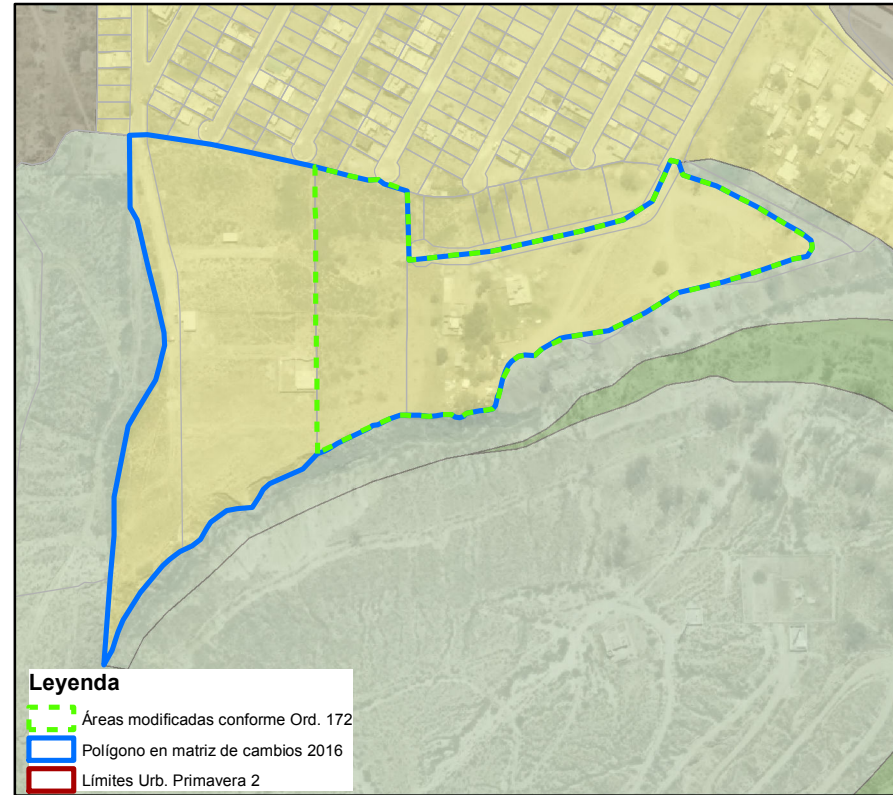 Leyenda
Áreas modificadas conforme Ord. 172
Polígono en matriz de cambios 2016
Límites Urb. Primavera 2